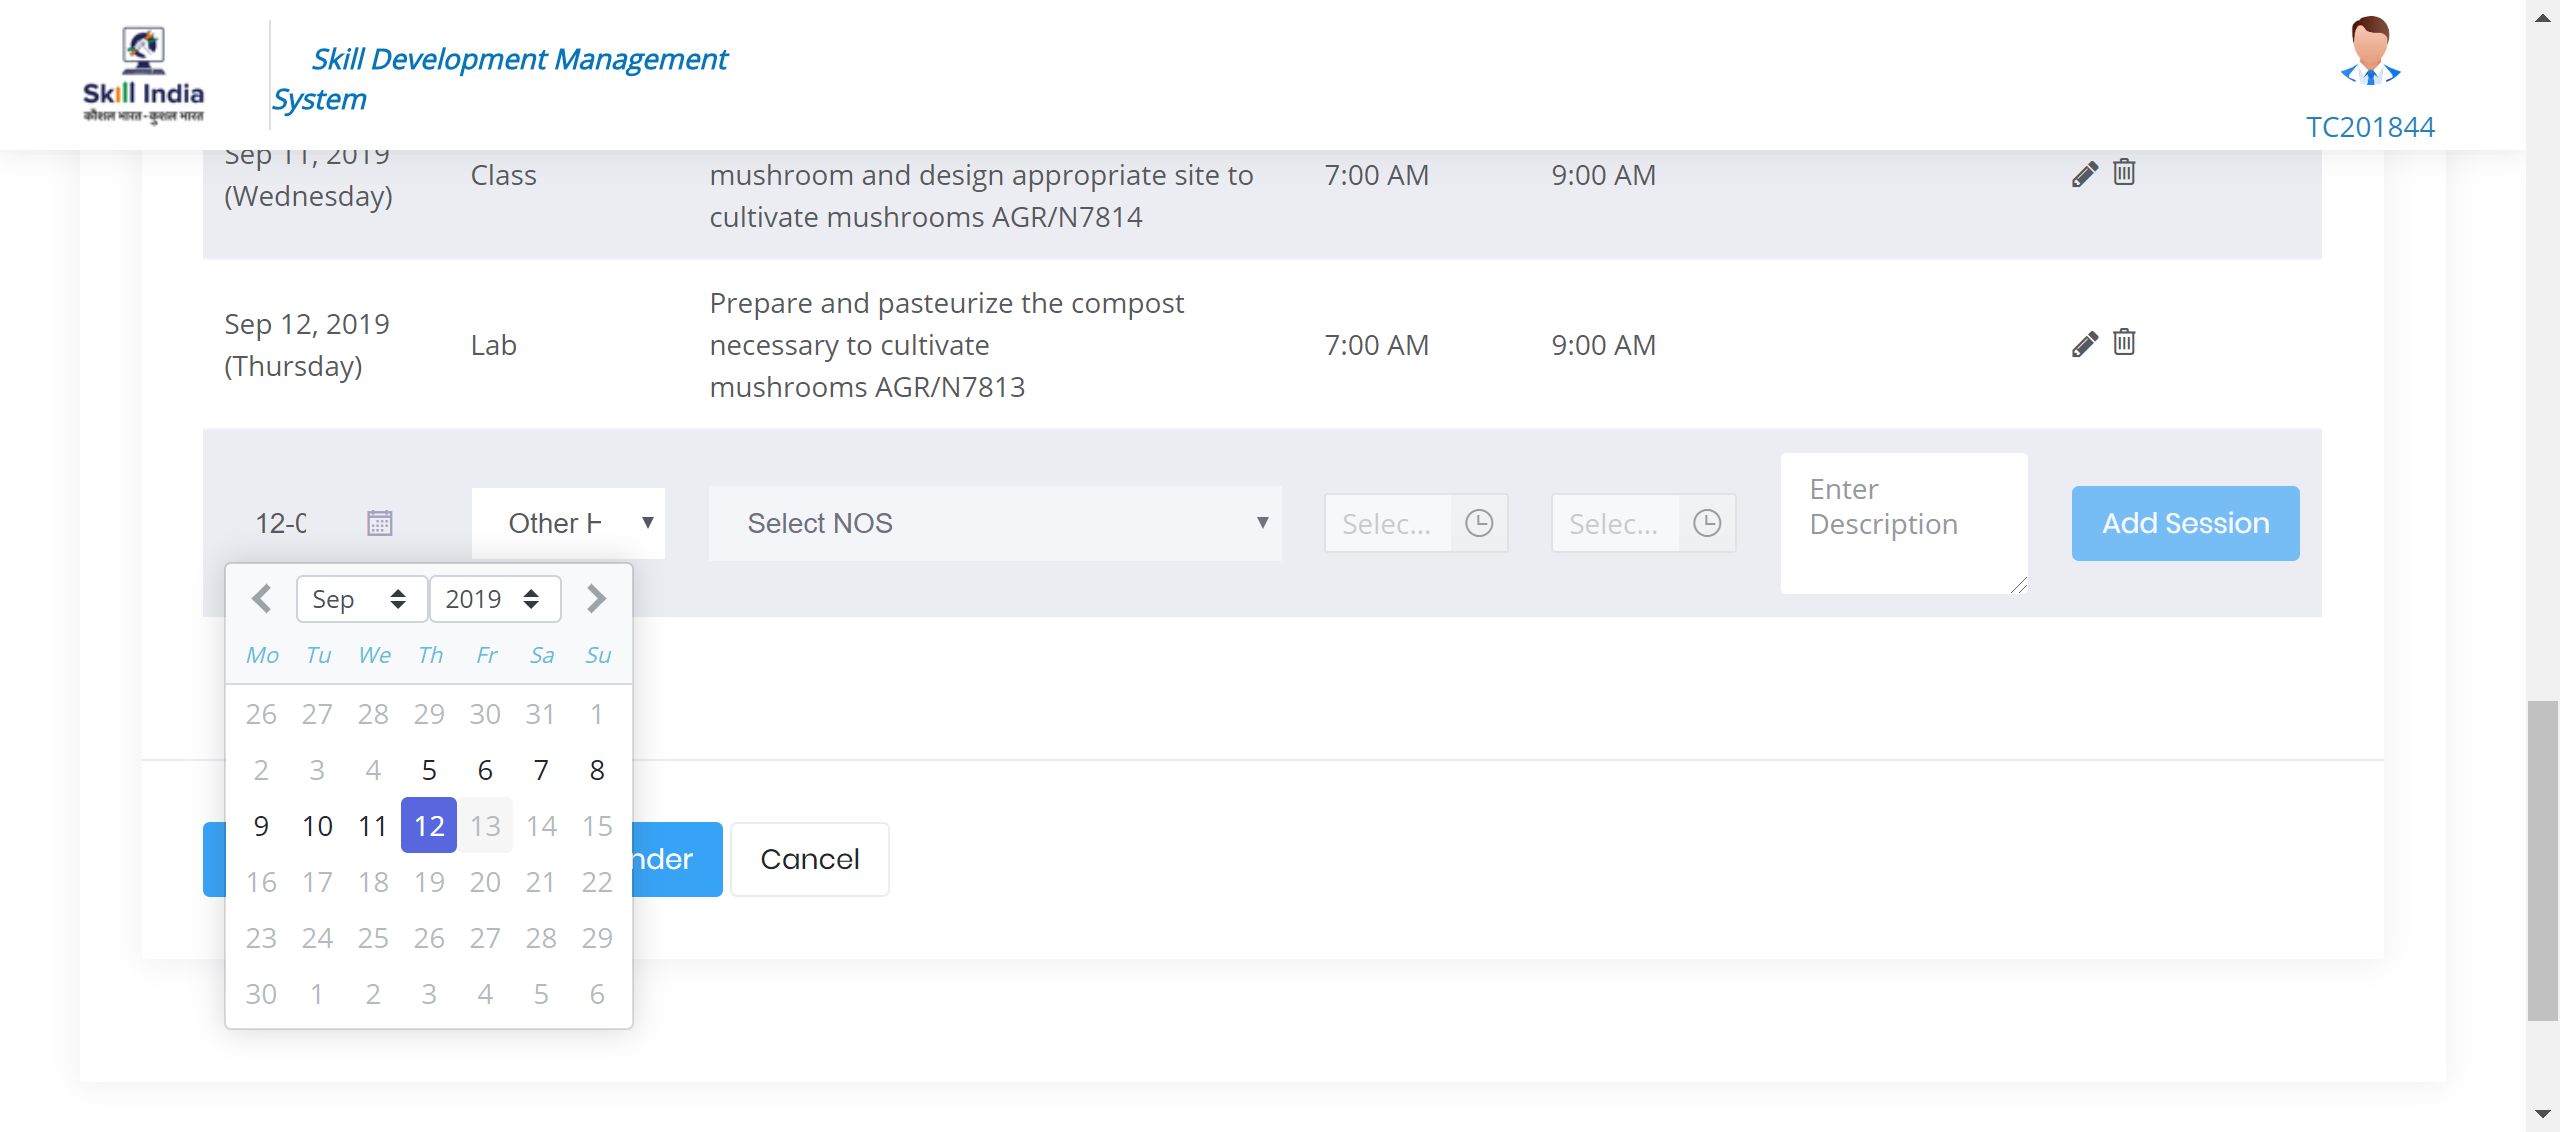 Skill India
कौशल भारत - कुशल भारत
Skill Development Management
System
TC201844
Sep 11, 2019
(Wednesday)
Class
mushroom and design appropriate site to
cultivate mushrooms AGR/N7814
7:00 AM
9:00 AM
Sep 12, 2019
(Thursday)
Lab
Prepare and pasteurize the compost
necessary to cultivate
mushrooms AGR/N7813
7:00 AM
9:00 AM
12-0
Other H
Select NOS
Selec...
Selec...
Enter
Description
Add Session
Sep
2019
Mo Tu We Th Fr Sa Su
26 27 28 29 30 31 1
2 3 4 5 6 7 8
9 10 11 12 13 14 15
16 17 18 19 20 21 22
23 24 25 26 27 28 29
30 1 2 3 4 5 6
nder
Cancel